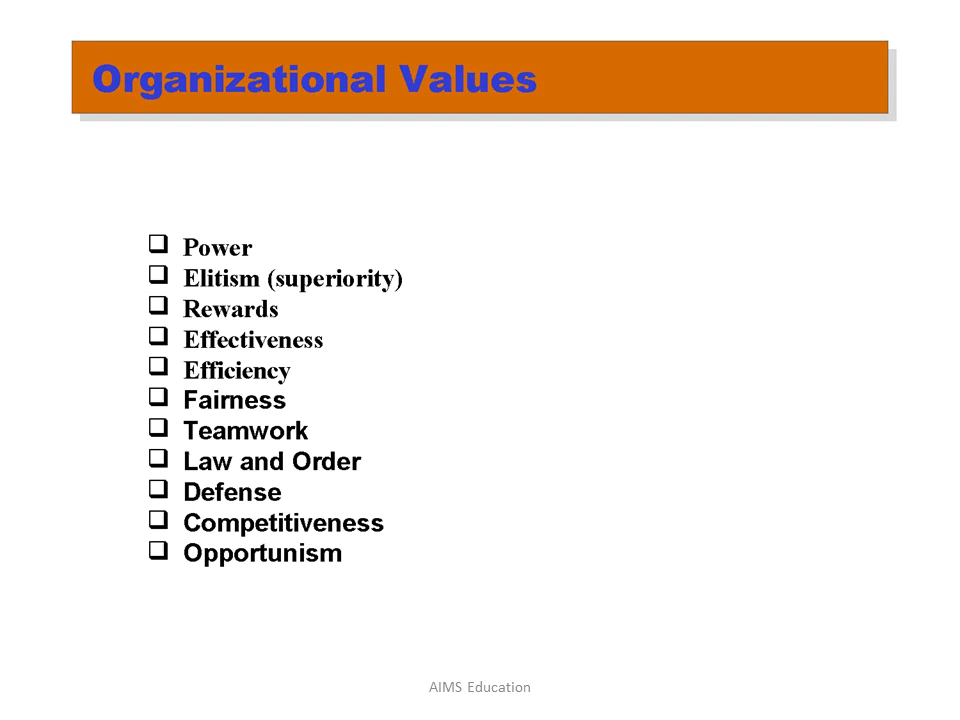 Organizational Values
❑ Power
❑ Elitism (superiority)
❑ Rewards
❑ Effectiveness
❑ Efficiency
❑ Fairness
❑ Teamwork
❑ Law and Order
❑ Defense
❑ Competitiveness
❑ Opportunism
AIMS Education